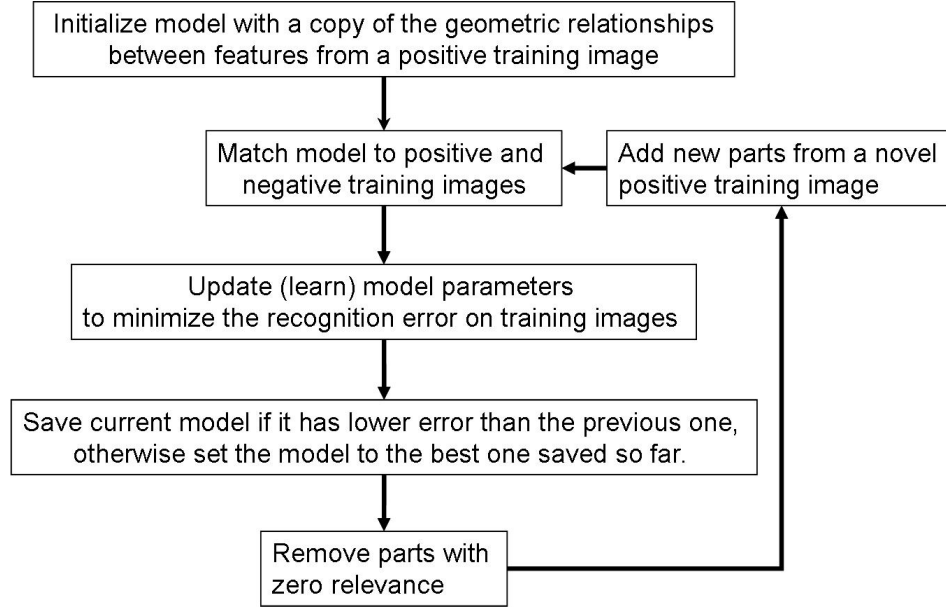 Initialize model with a copy of the geometric relationships
between features from a positive training image
Match model to positive and
negative training images
Add new parts from a novel
positive training image
Update (learn) model parameters
to minimize the recognition error on training images
Save current model if it has lower error than the previous one,
otherwise set the model to the best one saved so far.
Remove parts with
zero relevance